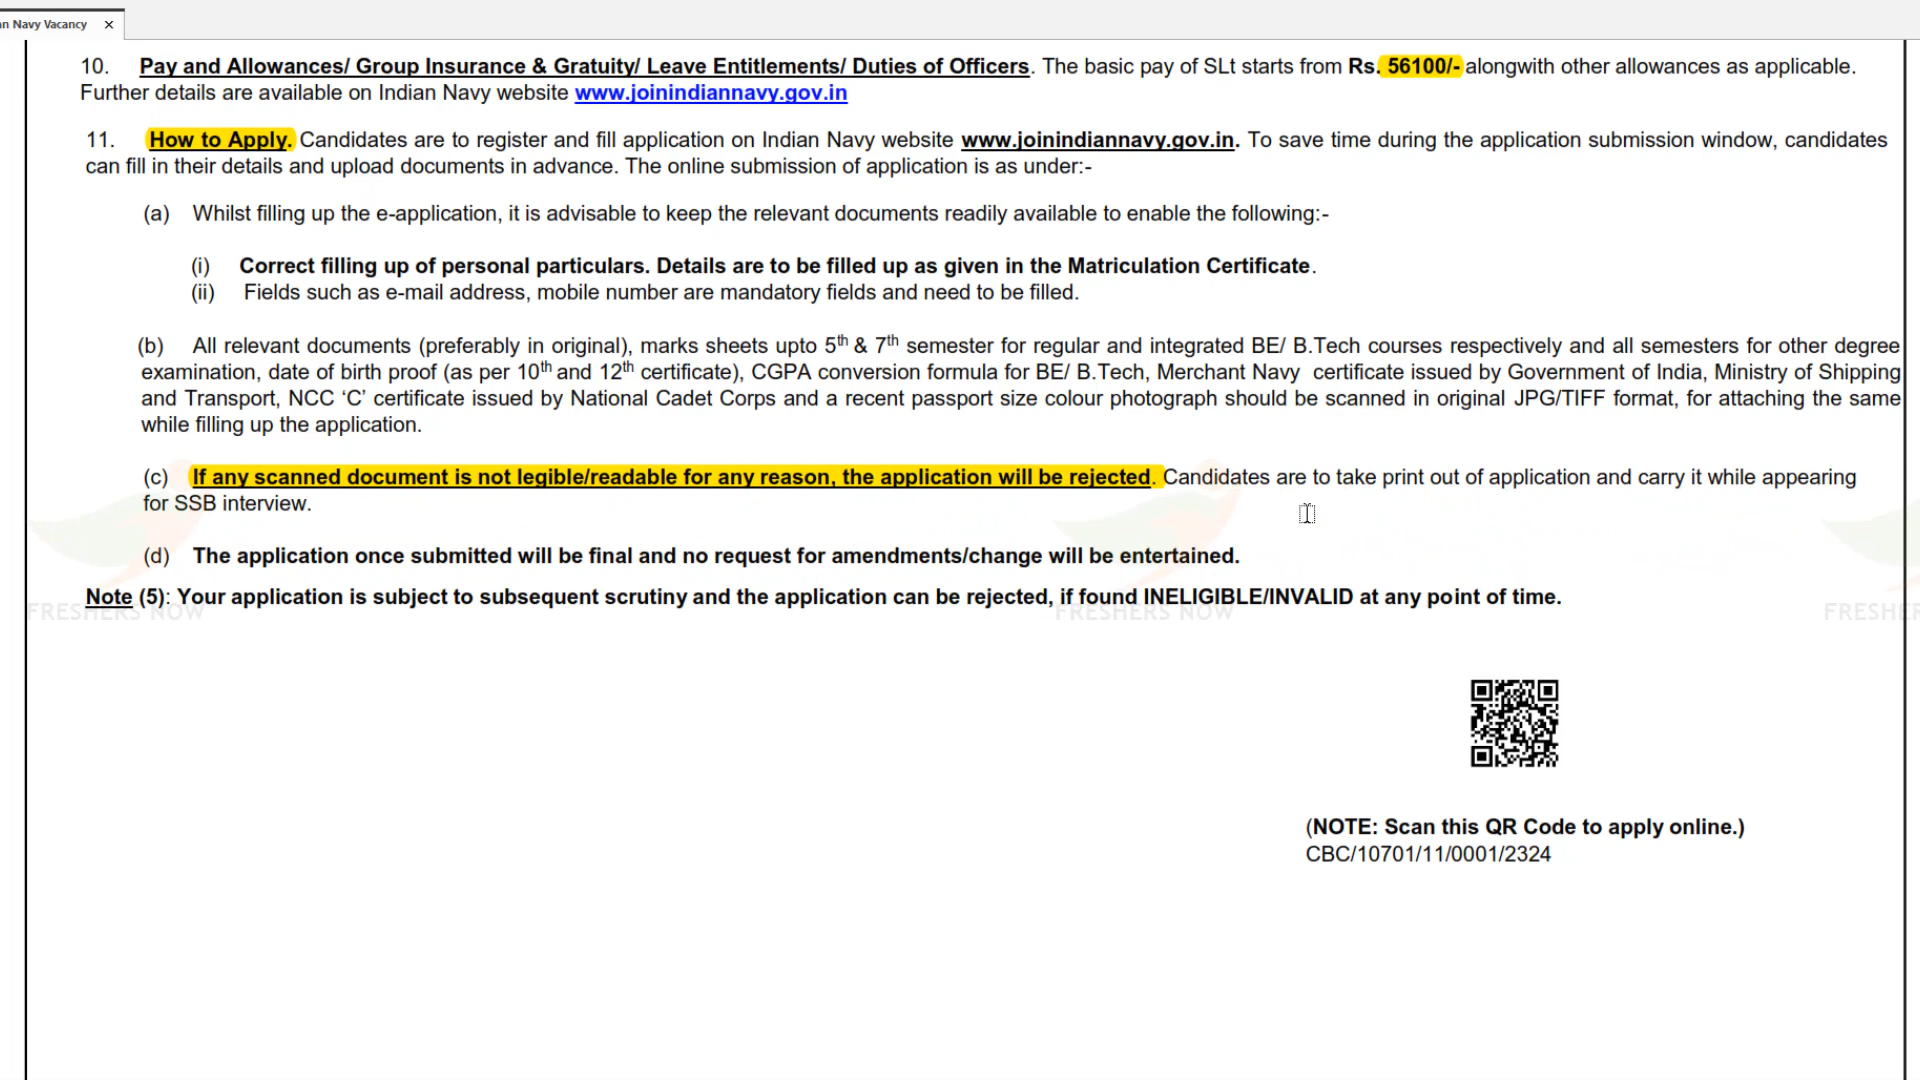 an Navy Vacancy ×
10. Pay and Allowances/ Group Insurance & Gratuity/ Leave Entitlements/ Duties of Officers. The basic pay of SLt starts from Rs. 56100/- alongwith other allowances as applicable.
Further details are available on Indian Navy website www.joinindiannavy.gov.in
11. How to Apply. Candidates are to register and fill application on Indian Navy website www.joinindiannavy.gov.in. To save time during the application submission window, candidates
can fill in their details and upload documents in advance. The online submission of application is as under:-
(a) Whilst filling up the e-application, it is advisable to keep the relevant documents readily available to enable the following:-
(i) Correct filling up of personal particulars. Details are to be filled up as given in the Matriculation Certificate.
(ii) Fields such as e-mail address, mobile number are mandatory fields and need to be filled.
(b) All relevant documents (preferably in original), marks sheets upto 5th & 7th semester for regular and integrated BE/ B.Tech courses respectively and all semesters for other degree
examination, date of birth proof (as per 10th and 12th certificate), CGPA conversion formula for BE/ B.Tech, Merchant Navy certificate issued by Government of India, Ministry of Shipping
and Transport, NCC ‘C’ certificate issued by National Cadet Corps and a recent passport size colour photograph should be scanned in original JPG/TIFF format, for attaching the same
while filling up the application.
(c) If any scanned document is not legible/readable for any reason, the application will be rejected. Candidates are to take print out of application and carry it while appearing
for SSB interview.
(d) The application once submitted will be final and no request for amendments/change will be entertained.
Note (5): Your application is subject to subsequent scrutiny and the application can be rejected, if found INELIGIBLE/INVALID at any point of time.
FRESHERS NOW FRESHERS NOW FRESHER
(NOTE: Scan this QR Code to apply online.)
CBC/10701/11/0001/2324